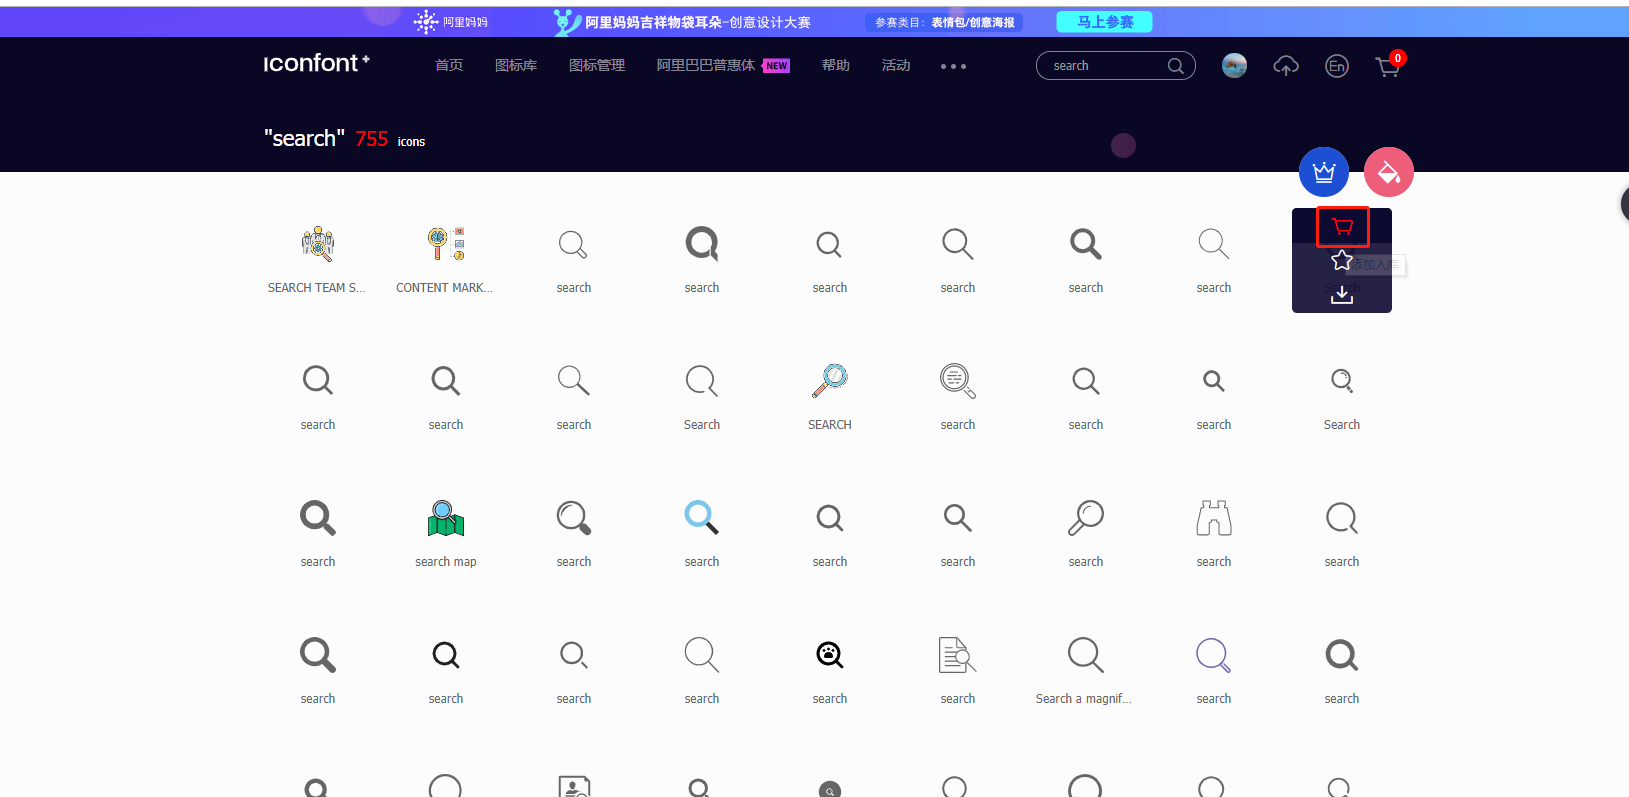 阿里妈妈 阿里妈妈吉祥物袋耳朵-创意设计大赛 参赛类目：表情包/创意海报 马上参赛
iconfont+ 首页 图标库 图标管理 阿里巴巴普惠体 NEW 帮助 活动 search En 0
"search" 755 icons
添加入库
SEARCH TEAM S... CONTENT MARK... search search search search search search Search
search search search Search SEARCH search search search Search
search search map search search search search search search search
search search search search search search Search a magnif... search search